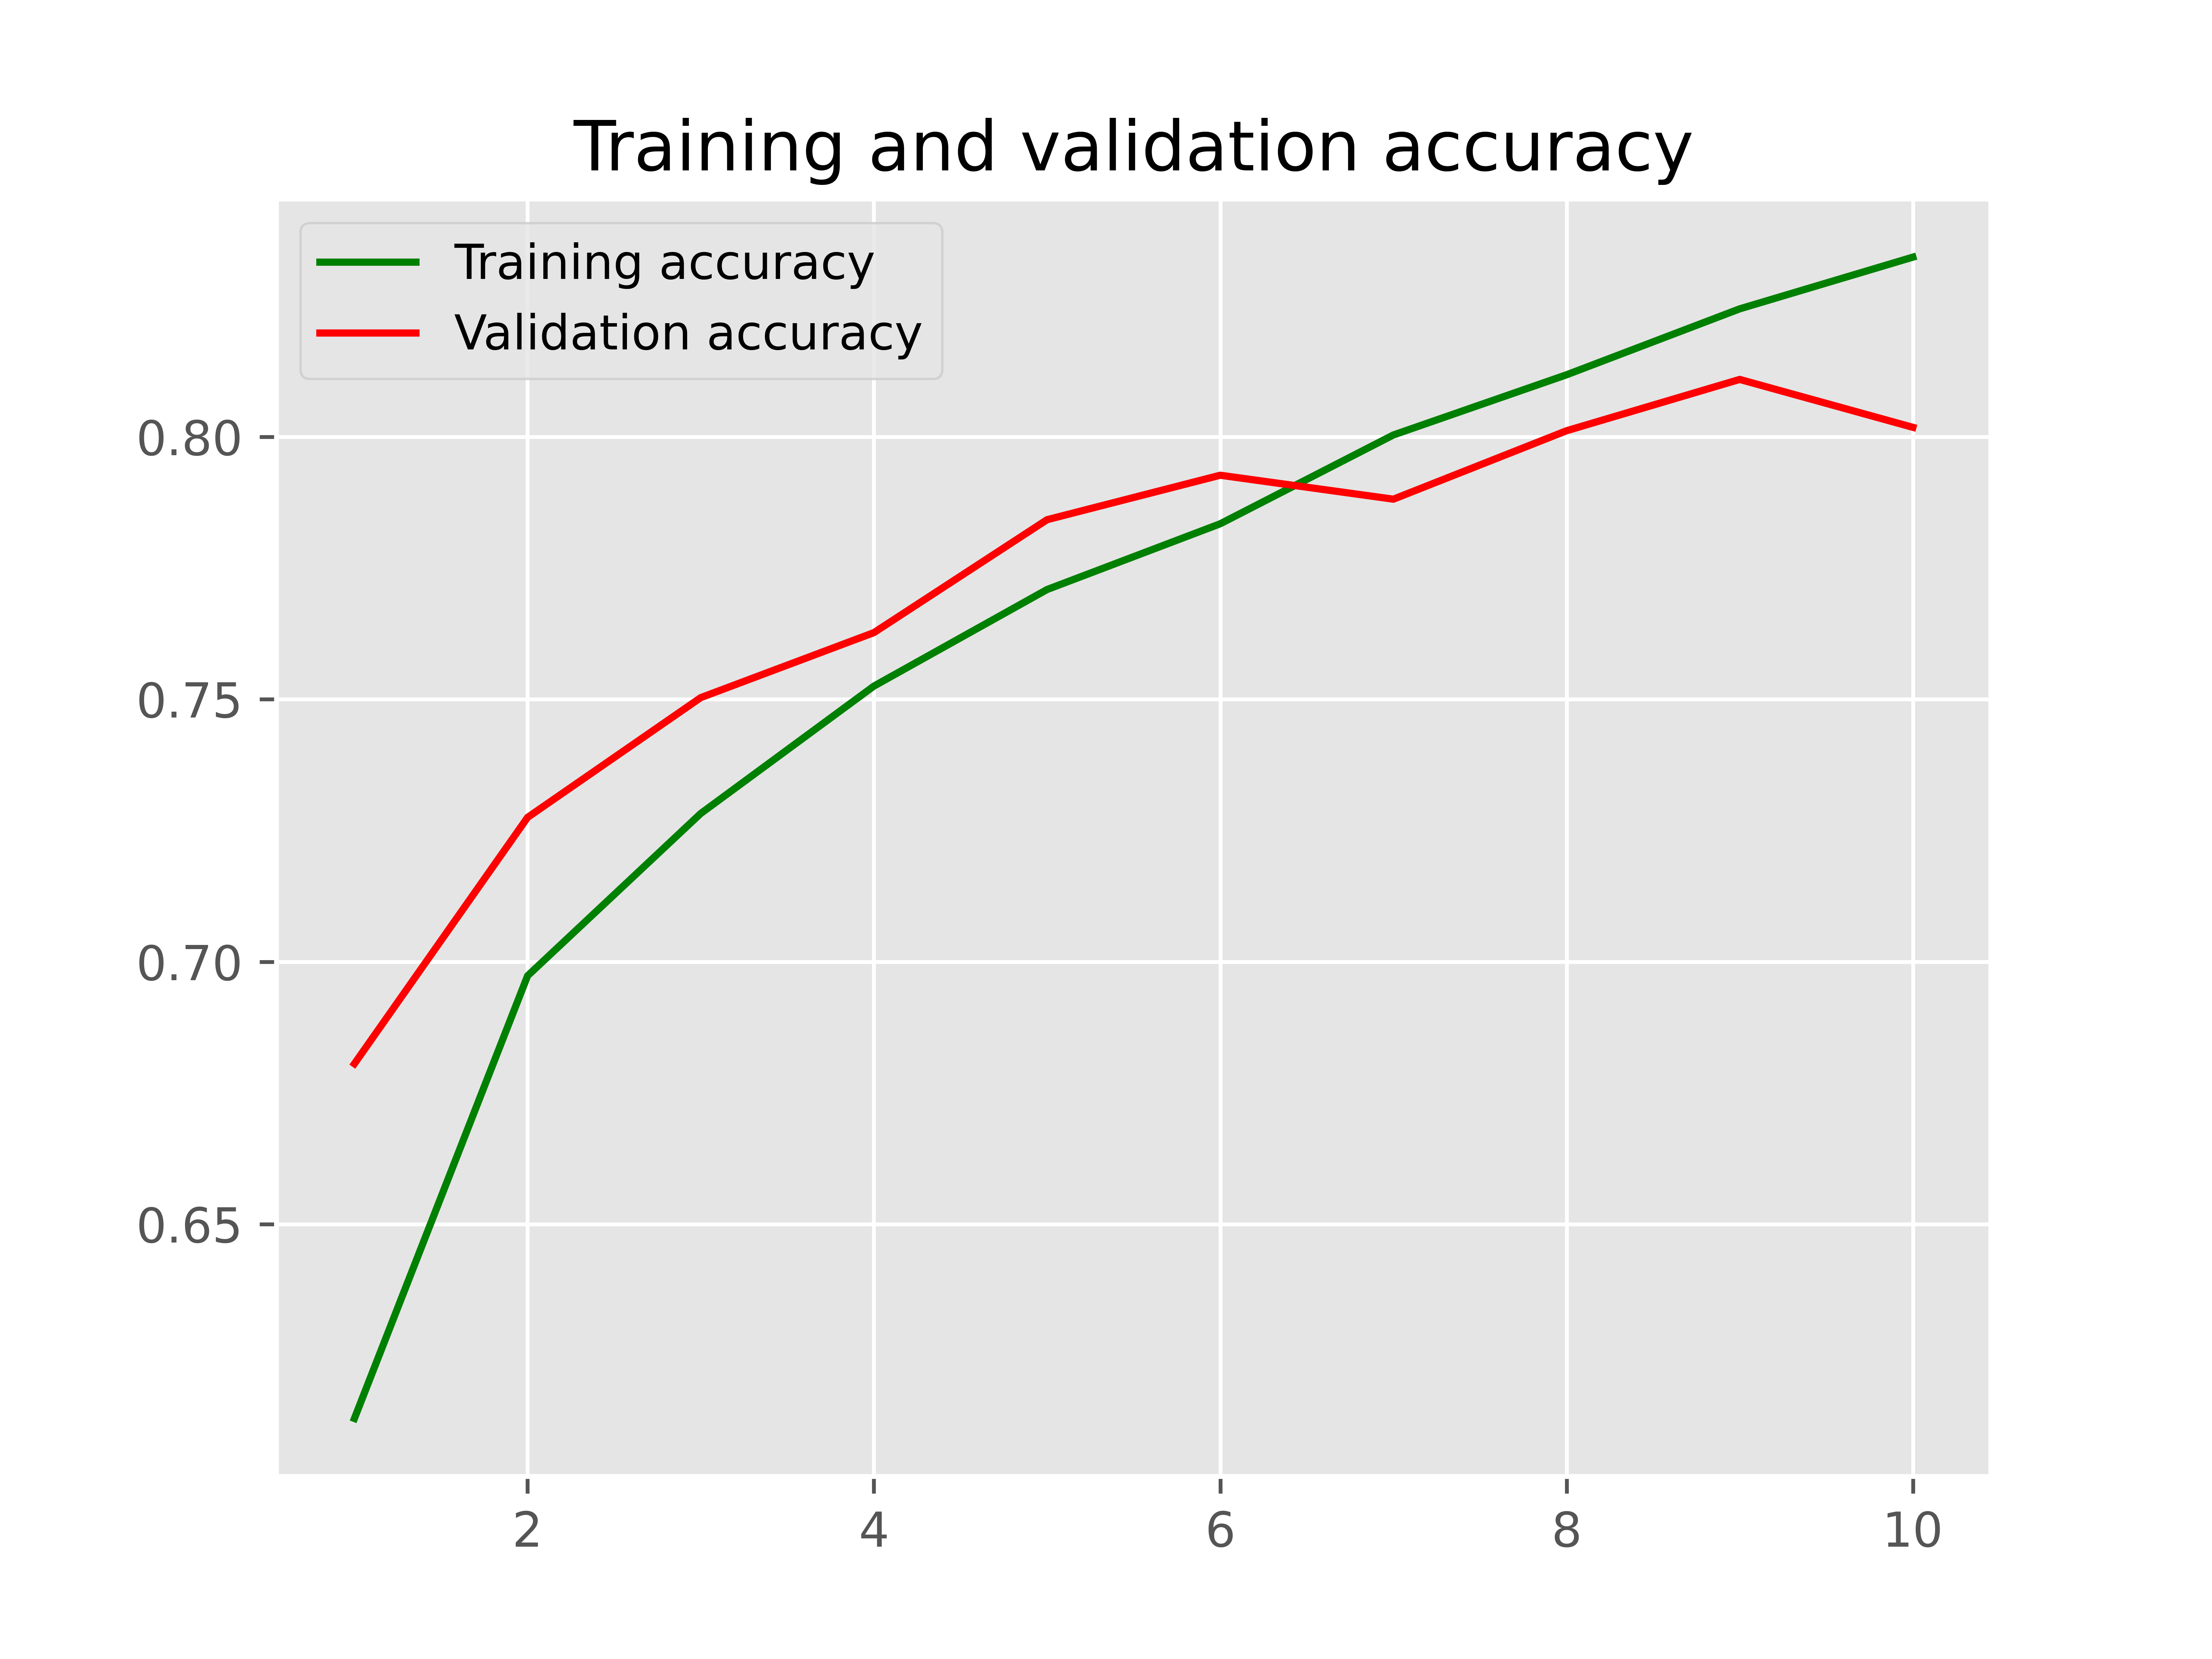 Training and validation accuracy
Training accuracy
Validation accuracy
0.80
0.75
0.70
0.65
2 4 6 8 10